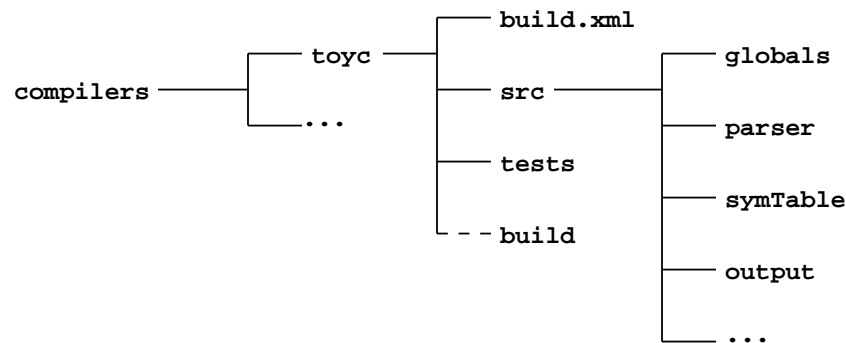 compilers
toyc
...
build.xml
src
tests
build
globals
parser
symTable
output
...